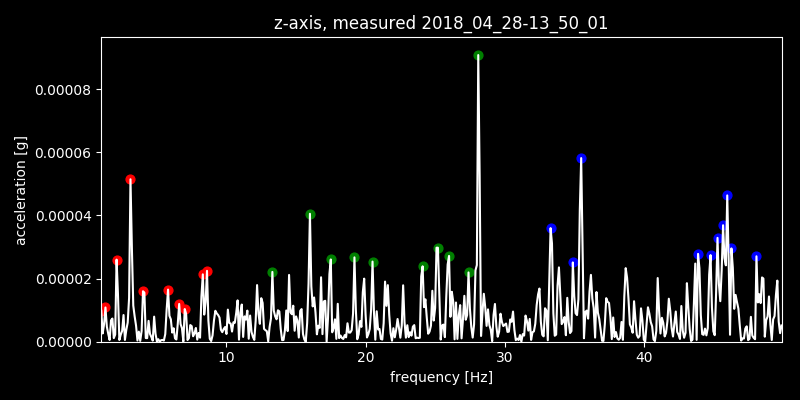 z-axis, measured 2018_04_28-13_50_01
0.00008
0.00006
acceleration [g]
0.00004
0.00002
0.00000
10 20 30 40
frequency [Hz]